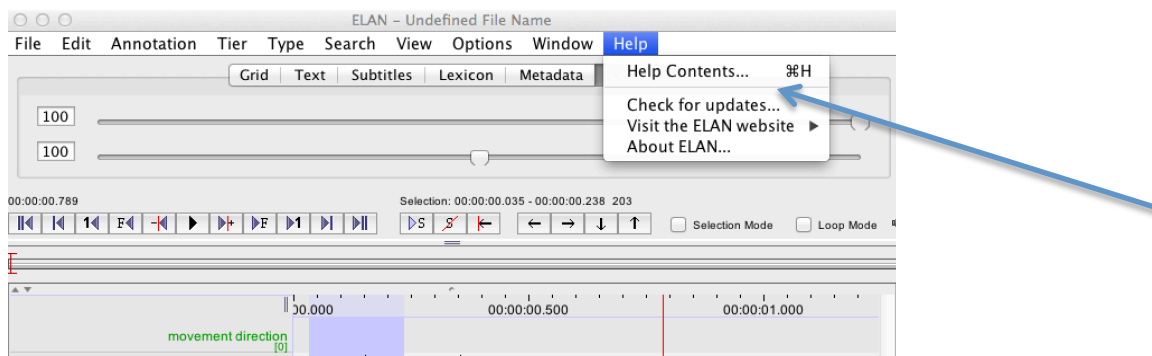 ELAN – Undefined File Name
File Edit Annotation Tier Type Search View Options Window Help
Grid Text Subtitles Lexicon Metadata
Help Contents... ⌘H
Check for updates...
Visit the ELAN website ▶
About ELAN...
100
100
00:00:00.789
Selection: 00:00:00.035 - 00:00:00.238 203
1 F F 1 S S Selection Mode Loop Mode
00.000 00:00:00.500 00:00:01.000
movement direction
[0]